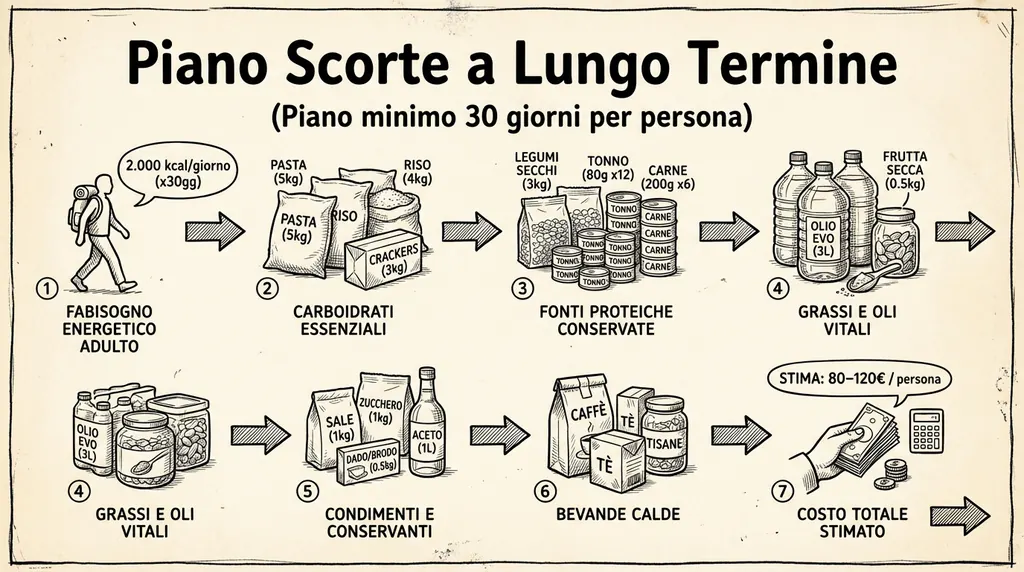 Piano Scorte a Lungo Termine
(Piano minimo 30 giorni per persona)
2.000 kcal/giorno
(x30gg)
1
FABISOGNO
ENERGETICO
ADULTO
PASTA
(5kg)
RISO
(4kg)
PASTA
(5kg)
RISO
CRACKERS
(3kg)
2
CARBOIDRATI
ESSENZIALI
LEGUMI
SECCHI
(3kg)
TONNO
(80g x12)
CARNE
(200g x6)
TONNO
TONNO
TONNO
TONNO
TONNO
TONNO
TONNO
TONNO
CARNE
CARNE
CARNE
CARNE
3
FONTI PROTEICHE
CONSERVATE
FRUTTA
SECCA
(0.5kg)
OLIO
EVO
(3L)
4
GRASSI E OLI
VITALI
OLIO
EVO
(3L)
4
GRASSI E OLI
VITALI
SALE
(1kg)
ZUCCHERO
(1kg)
DADO/BRODO
(0.5kg)
ACETO
(1L)
5
CONDIMENTI E
CONSERVANTI
CAFFÈ
TÈ
TÈ
TISANE
6
BEVANDE CALDE
STIMA: 80–120€ / persona
7
COSTO TOTALE
STIMATO